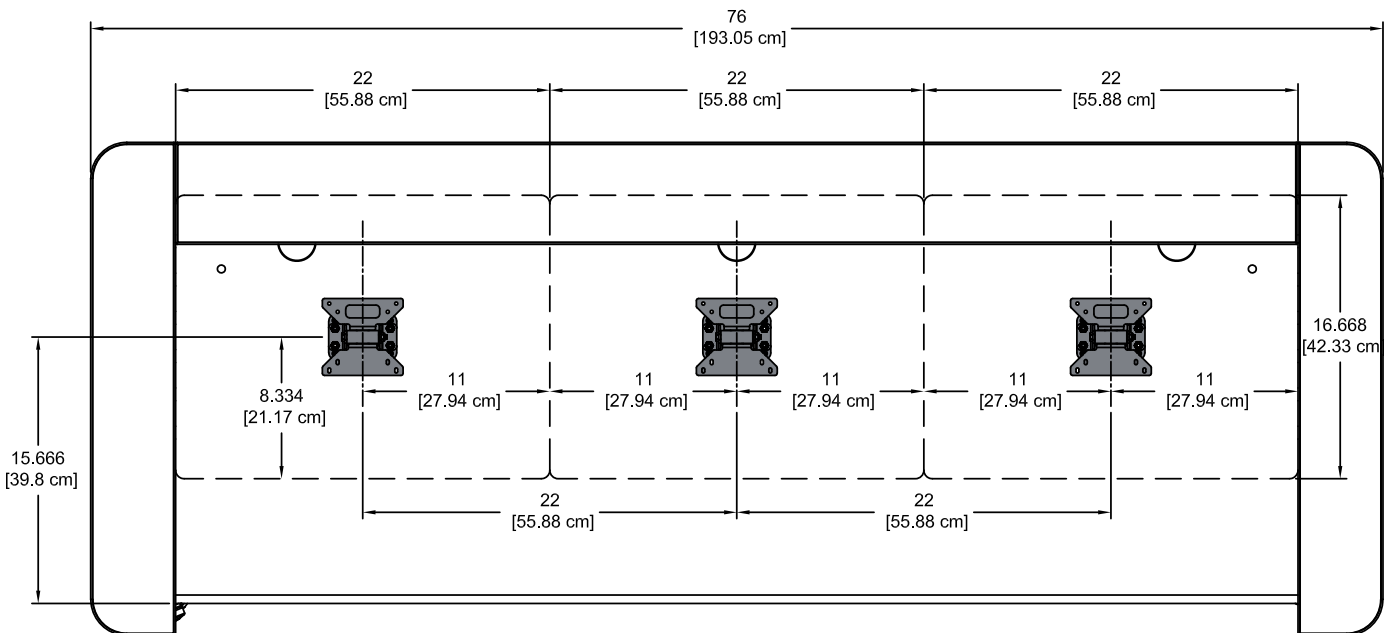 76
[193.05 cm]
22
[55.88 cm]
22
[55.88 cm]
22
[55.88 cm]
16.668
[42.33 cm
11
[27.94 cm]
11
[27.94 cm]
11
[27.94 cm]
11
[27.94 cm]
11
[27.94 cm]
8.334
[21.17 cm]
15.666
[39.8 cm]
22
[55.88 cm]
22
[55.88 cm]